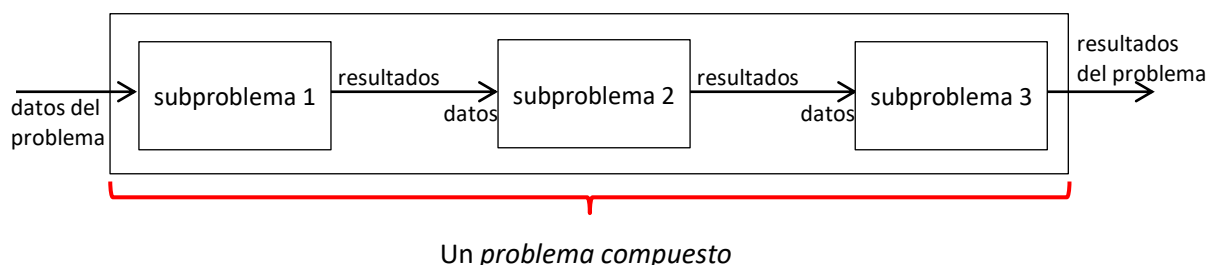 datos del
problema
subproblema 1
resultados
datos
subproblema 2
resultados
datos
subproblema 3
resultados
del problema
Un problema compuesto